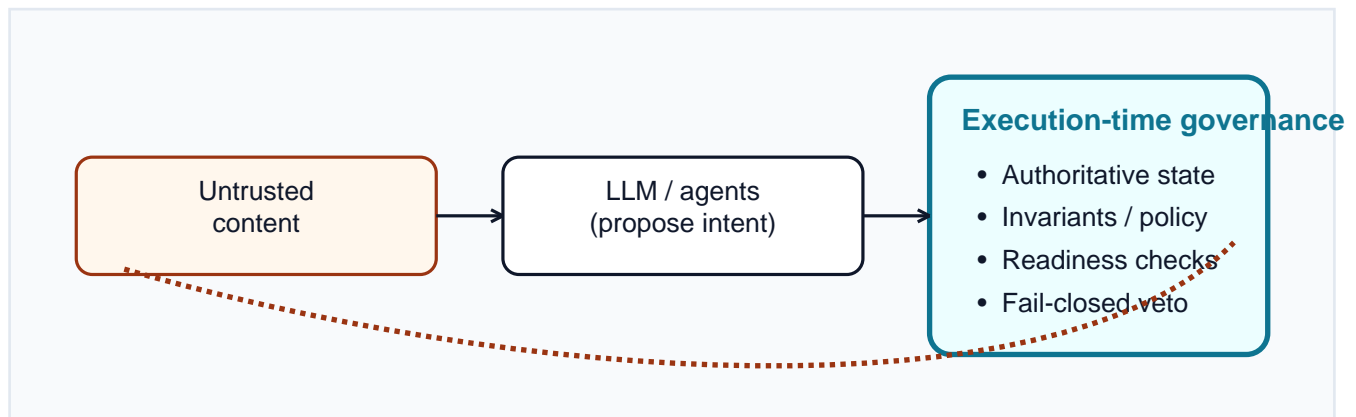 Untrusted
content
LLM / agents
(propose intent)
Execution-time governance
• Authoritative state
• Invariants / policy
• Readiness checks
• Fail-closed veto